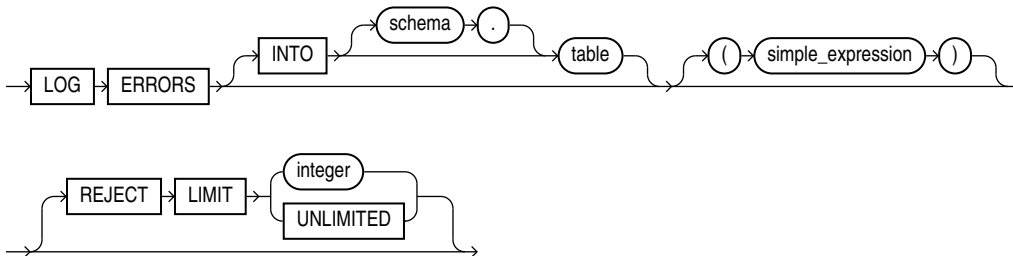 schema .
INTO table ( simple_expression )
LOG ERRORS
integer
REJECT LIMIT
UNLIMITED